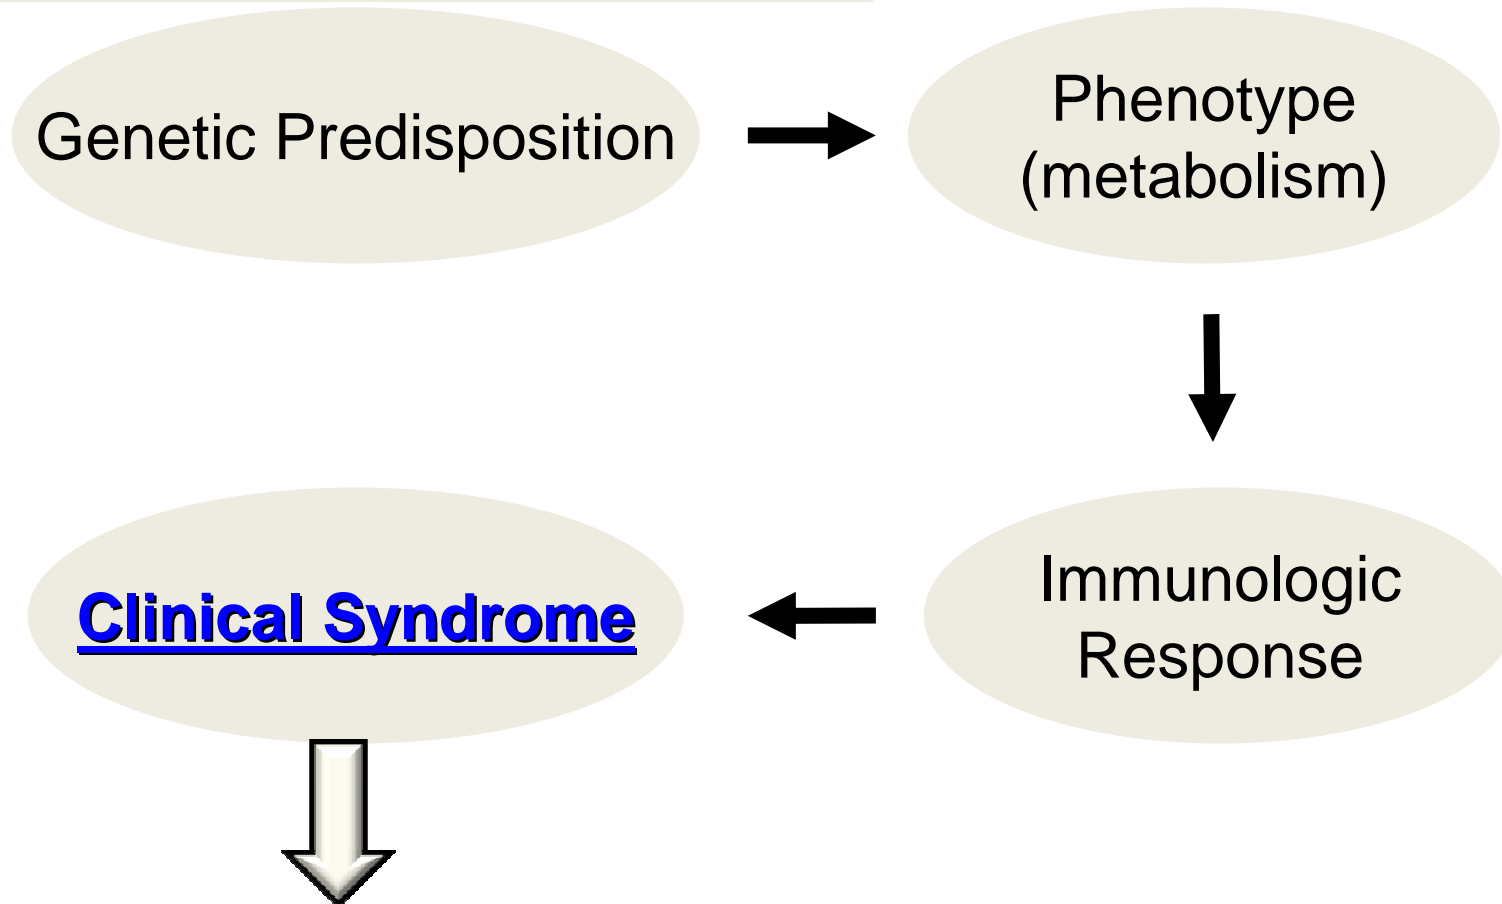 Genetic Predisposition
Phenotype
(metabolism)
Clinical Syndrome
Immunologic
Response